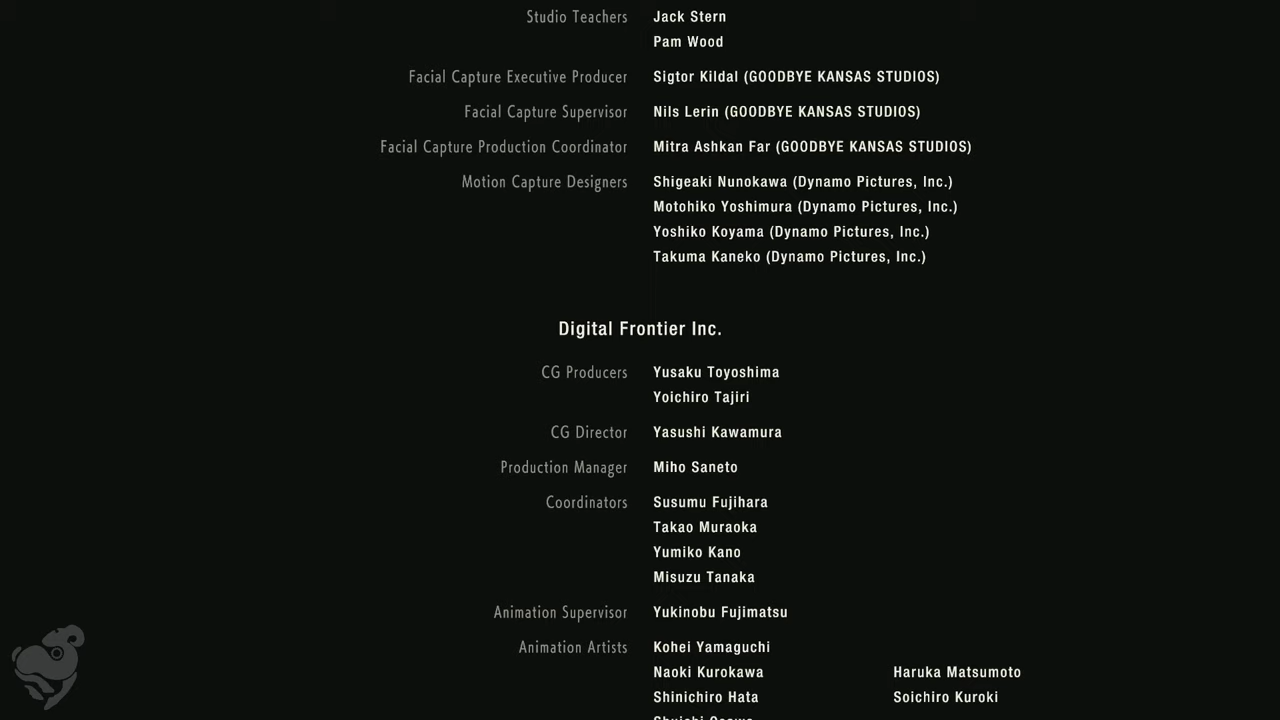 Studio Teachers Jack Stern
Pam Wood
Facial Capture Executive Producer Sigtor Kildal (GOODBYE KANSAS STUDIOS)
Facial Capture Supervisor Nils Lerin (GOODBYE KANSAS STUDIOS)
Facial Capture Production Coordinator Mitra Ashkan Far (GOODBYE KANSAS STUDIOS)
Motion Capture Designers Shigeaki Nunokawa (Dynamo Pictures, Inc.)
Motohiko Yoshimura (Dynamo Pictures, Inc.)
Yoshiko Koyama (Dynamo Pictures, Inc.)
Takuma Kaneko (Dynamo Pictures, Inc.)
Digital Frontier Inc.
CG Producers Yusaku Toyoshima
Yoichiro Tajiri
CG Director Yasushi Kawamura
Production Manager Miho Saneto
Coordinators Susumu Fujihara
Takao Muraoka
Yumiko Kano
Misuzu Tanaka
Animation Supervisor Yukinobu Fujimatsu
Animation Artists Kohei Yamaguchi
Naoki Kurokawa Haruka Matsumoto
Shinichiro Hata Soichiro Kuroki